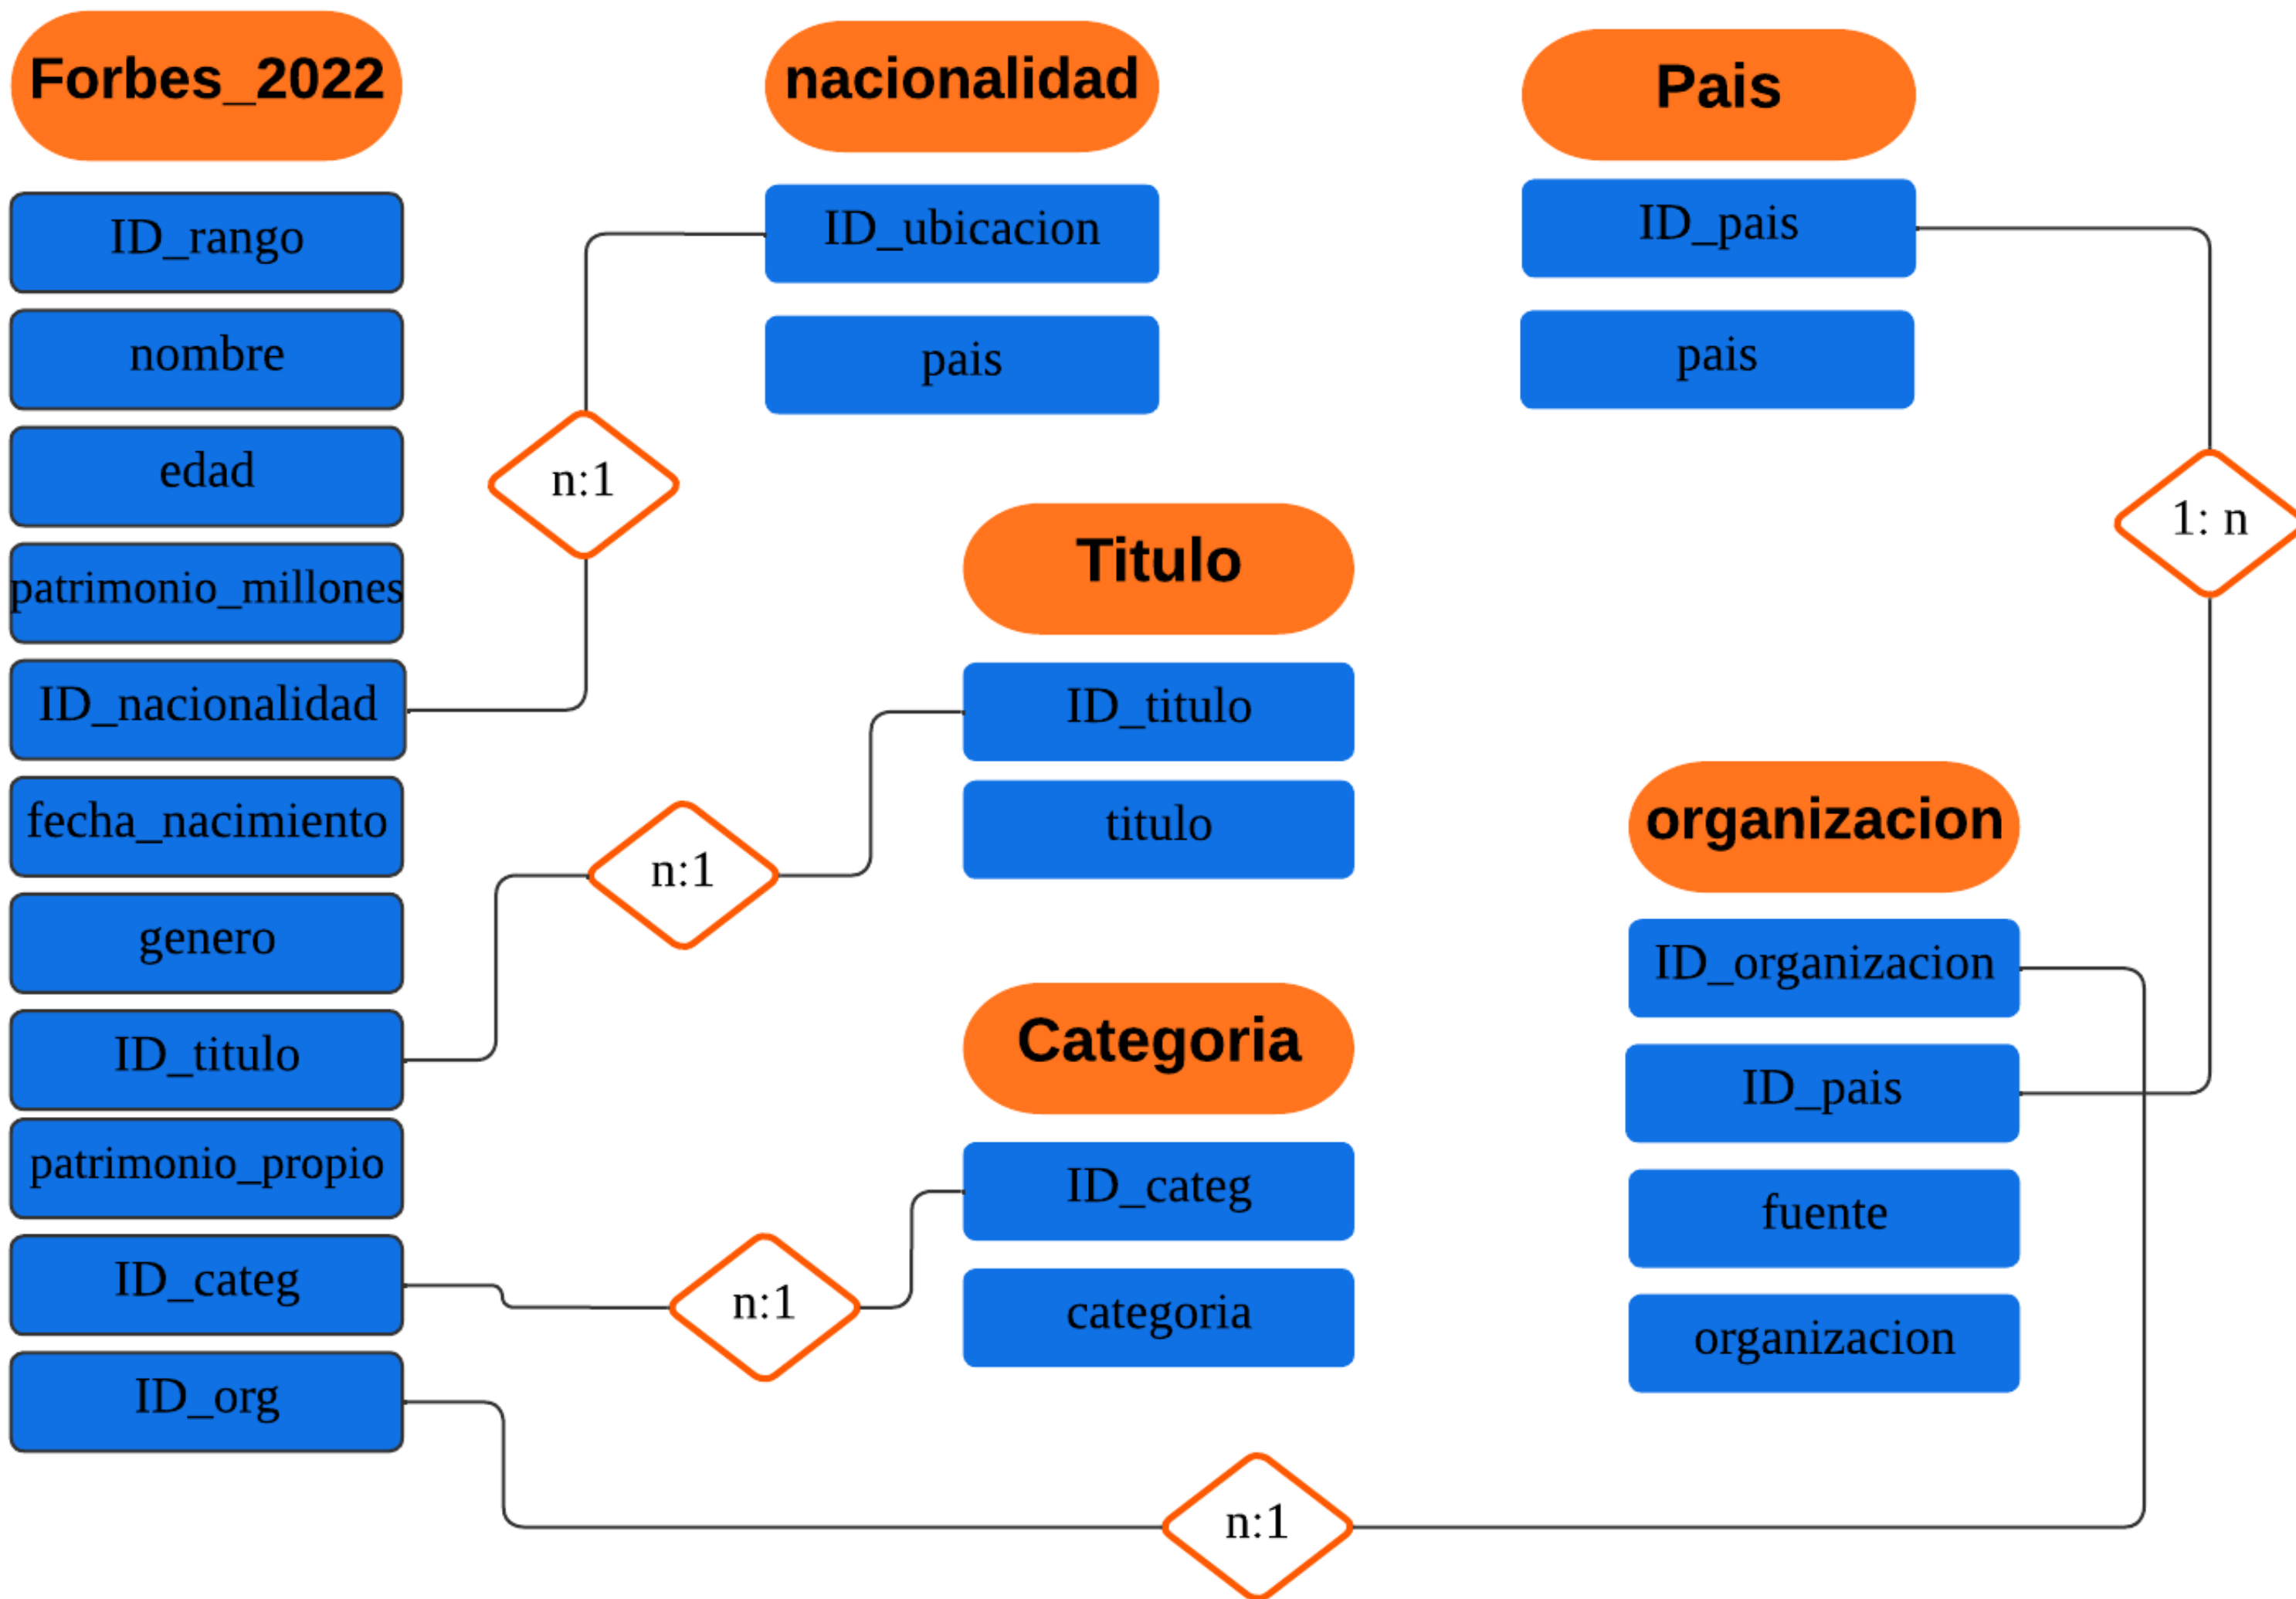 Forbes_2022
ID_rango
nombre
edad
patrimonio_millones
ID_nacionalidad
fecha_nacimiento
genero
ID_titulo
patrimonio_propio
ID_categ
ID_org
nacionalidad
ID_ubicacion
pais
n:1
Titulo
ID_titulo
titulo
n:1
Categoria
ID_categ
categoria
n:1
Pais
ID_pais
pais
1: n
organizacion
ID_organizacion
ID_pais
fuente
organizacion
n:1